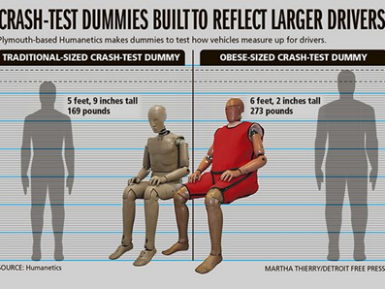 CRASH-TEST DUMMIES BUILT TO REFLECT LARGER DRIVERS
Plymouth-based Humanetics makes dummies to test how vehicles measure up for drivers.
TRADITIONAL-SIZED CRASH-TEST DUMMY
OBESE-SIZED CRASH-TEST DUMMY
5 feet, 9 inches tall
169 pounds
6 feet, 2 inches tall
273 pounds
SOURCE: Humanetics
MARTHA THIERRY/DETROIT FREE PRESS